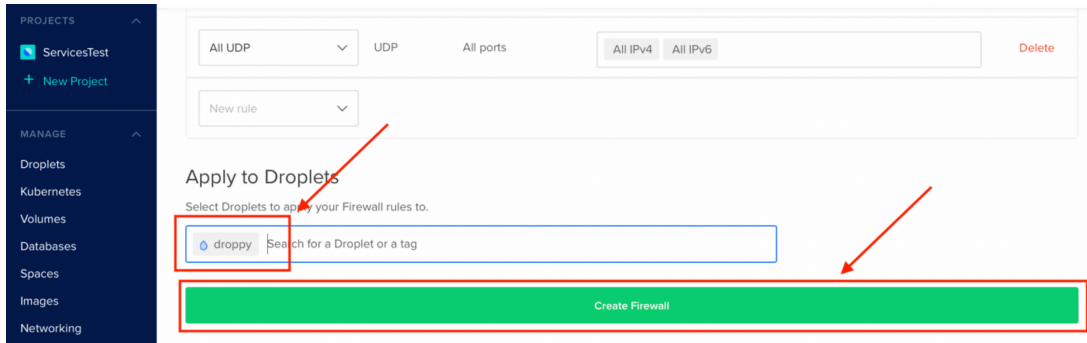 PROJECTS
ServicesTest
+ New Project
MANAGE
Droplets
Kubernetes
Volumes
Databases
Spaces
Images
Networking
All UDP UDP All ports All IPv4 All IPv6 Delete
New rule
Apply to Droplets
Select Droplets to apply your Firewall rules to.
droppy Search for a Droplet or a tag
Create Firewall